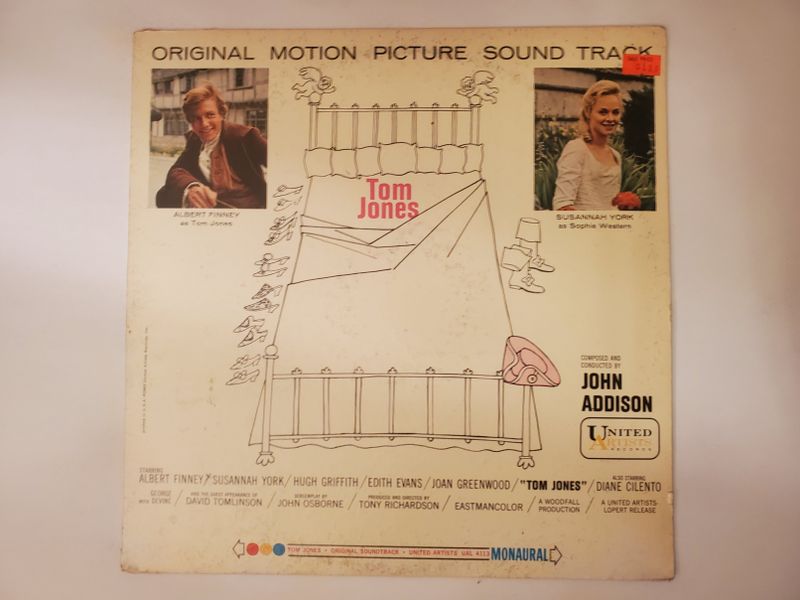 ORIGINAL MOTION PICTURE SOUND TRACK
Tom
Jones
ALBERT FINNEY
as Tom Jones
SUSANNAH YORK
as Sophie Western
COMPOSED AND
CONDUCTED BY
JOHN
ADDISON
UNITED
ARTISTS
RECORDS
STARRING
ALBERT FINNEY / SUSANNAH YORK / HUGH GRIFFITH / EDITH EVANS / JOAN GREENWOOD / "TOM JONES" / ALSO STARRING DIANE CILENTO
WITH GEORGE DEVINE / AND THE GUEST APPEARANCE OF DAVID TOMLINSON / SCREENPLAY BY JOHN OSBORNE / PRODUCED AND DIRECTED BY TONY RICHARDSON / EASTMANCOLOR / A WOODFALL PRODUCTION / A UNITED ARTISTS-LOPERT RELEASE
TOM JONES • ORIGINAL SOUNDTRACK • UNITED ARTISTS UAL 4113 MONAURAL